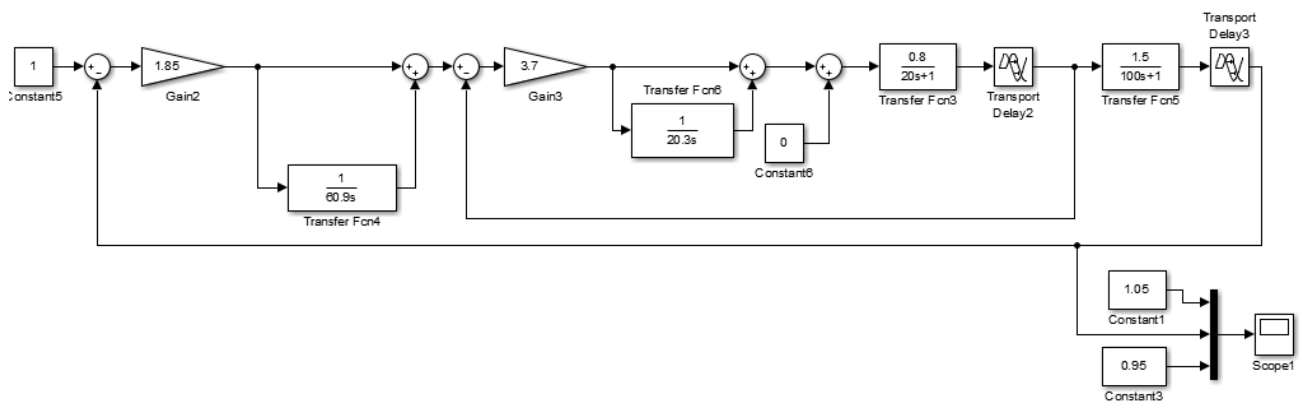 Transport
Delay3
1
Constant5
1.85
Gain2
3.7
Gain3
Transfer Fcn6
1
20.3s
0
Constant6
0.8
20s+1
Transfer Fcn3
Transport
Delay2
1.5
100s+1
Transfer Fcn5
1
60.9s
Transfer Fcn4
1.05
Constant1
0.95
Constant3
Scope1